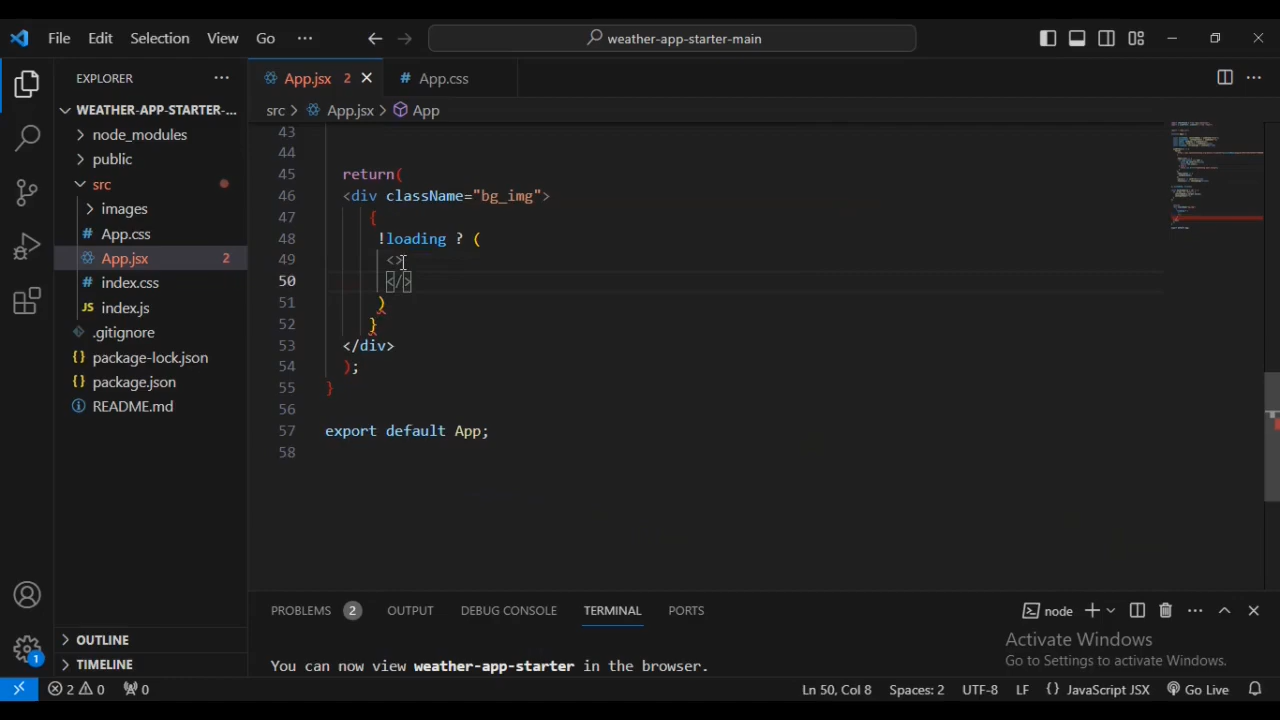 File Edit Selection View Go ... weather-app-starter-main
EXPLORER ...
App.jsx 2 # App.css
WEATHER-APP-STARTER-...
src > App.jsx > App
node_modules
public
src
images
# App.css
App.jsx 2
# index.css
JS index.js
.gitignore
{} package-lock.json
{} package.json
README.md
OUTLINE
TIMELINE
43
44
45 return(
46 <div className="bg_img">
47 {
48 !loading ? (
49 <>
50 </>
51 )
52 }
53 </div>
54 );
55 }
56
57 export default App;
58
PROBLEMS 2 OUTPUT DEBUG CONSOLE TERMINAL PORTS node
You can now view weather-app-starter in the browser.
Activate Windows
Go to Settings to activate Windows.
1
2 0 0 Ln 50, Col 8 Spaces: 2 UTF-8 LF {} JavaScript JSX Go Live